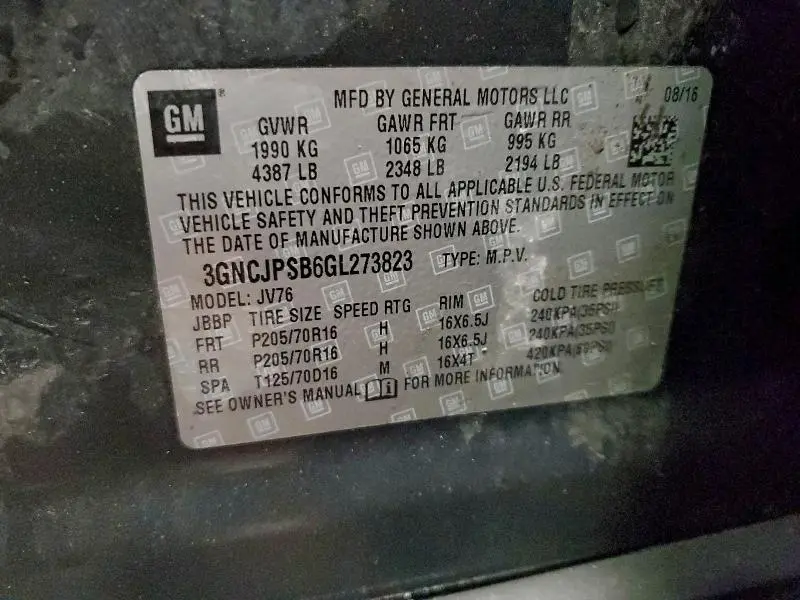 GM
MFD BY GENERAL MOTORS LLC 08/16
GVWR GAWR FRT GAWR RR
1990 KG 1065 KG 995 KG
4387 LB 2348 LB 2194 LB
THIS VEHICLE CONFORMS TO ALL APPLICABLE U.S. FEDERAL MOTOR
VEHICLE SAFETY AND THEFT PREVENTION STANDARDS IN EFFECT ON
THE DATE OF MANUFACTURE SHOWN ABOVE.
3GNCJPSB6GL273823 TYPE: M.P.V.
MODEL: JV76
JBBP TIRE SIZE SPEED RTG RIM COLD TIRE PRESSURE
FRT P205/70R16 H 16X6.5J 240KPA(35PSI)
RR P205/70R16 H 16X6.5J 240KPA(35PSI)
SPA T125/70D16 M 16X4T 420KPA(60PSI)
SEE OWNER'S MANUAL FOR MORE INFORMATION